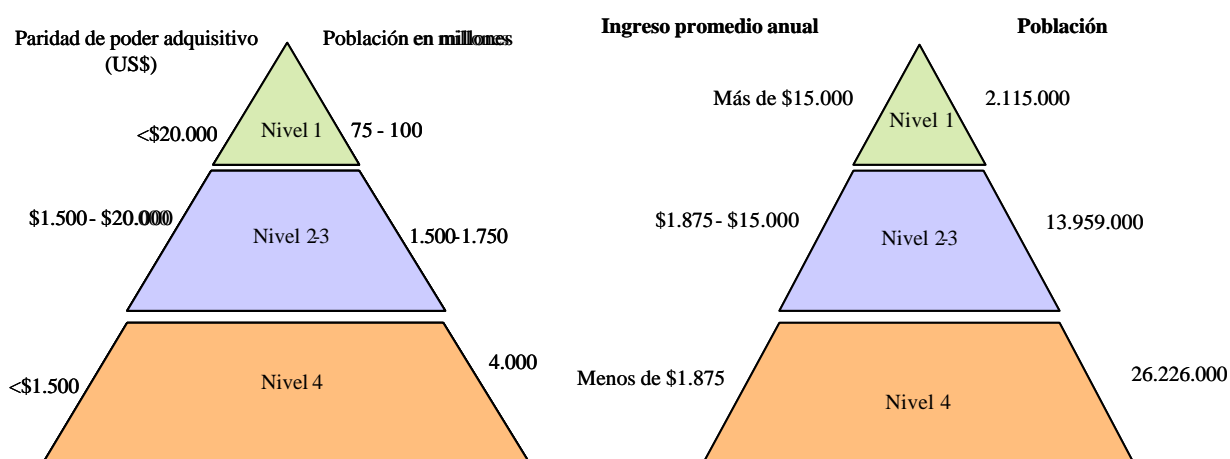 Paridad de poder adquisitivo
(US$)
Población en millones
<$20.000
Nivel 1
75 - 100
$1.500 - $20.000
Nivel 2-3
1.500-1.750
<$1.500
Nivel 4
4.000
Ingreso promedio anual
Población
Más de $15.000
Nivel 1
2.115.000
$1.875 - $15.000
Nivel 2-3
13.959.000
Menos de $1.875
Nivel 4
26.226.000